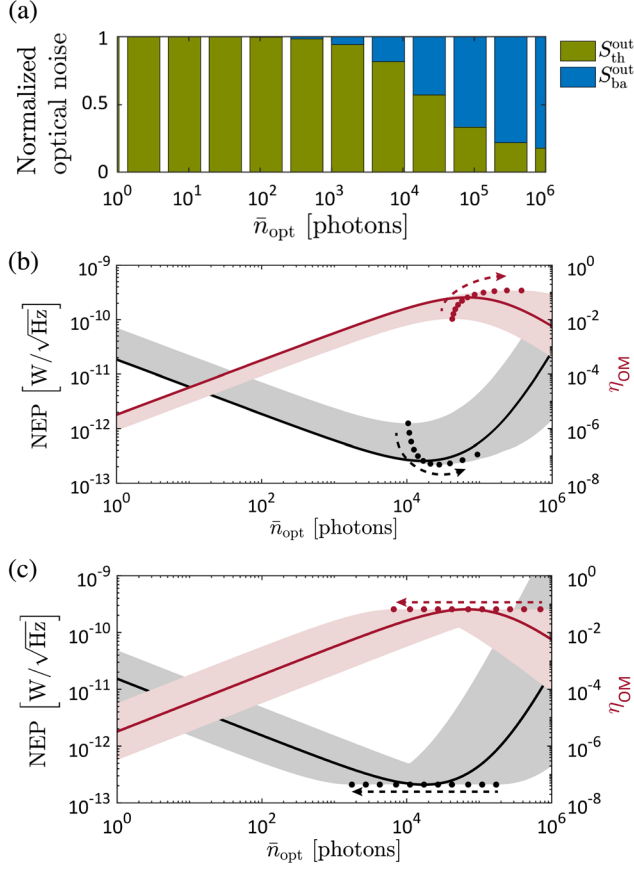 (a)
Normalized
optical noise
1
0.5
0
10^0 10^1 10^2 10^3 10^4 10^5 10^6
n̄_opt [photons]
S_th^out
S_ba^out
(b)
NEP [W/√Hz]
10^-9
10^-10
10^-11
10^-12
10^-13
10^0 10^2 10^4 10^6
n̄_opt [photons]
10^0
10^-2
10^-4
10^-6
10^-8
η_OM
(c)
NEP [W/√Hz]
10^-9
10^-10
10^-11
10^-12
10^-13
10^0 10^2 10^4 10^6
n̄_opt [photons]
10^0
10^-2
10^-4
10^-6
10^-8
η_OM